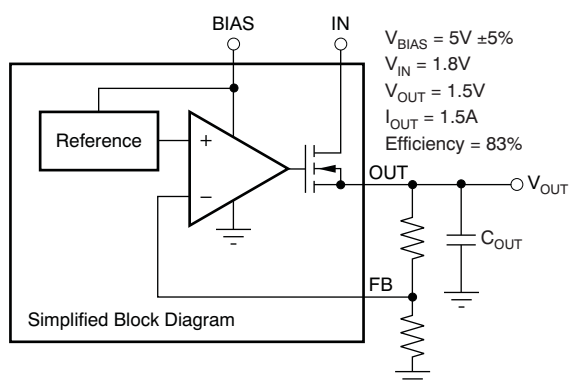 BIAS
IN
V_BIAS = 5V ±5%
V_IN = 1.8V
V_OUT = 1.5V
I_OUT = 1.5A
Efficiency = 83%
Reference
+
−
OUT
V_OUT
C_OUT
FB
Simplified Block Diagram